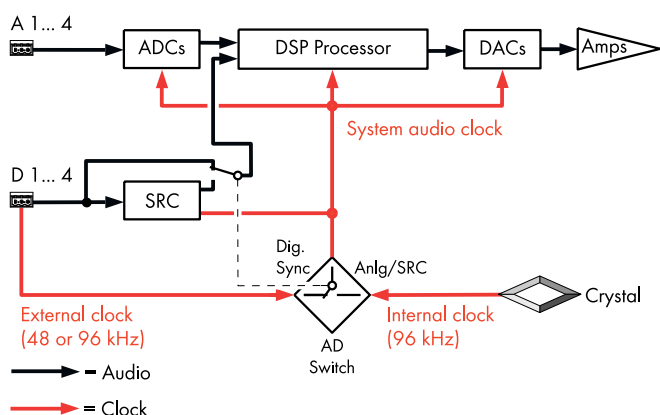 A 1... 4
ADCs
DSP Processor
DACs
Amps
System audio clock
D 1... 4
SRC
Dig.
Sync
Anlg/SRC
External clock
(48 or 96 kHz)
Internal clock
(96 kHz)
Crystal
AD
Switch
= Audio
= Clock